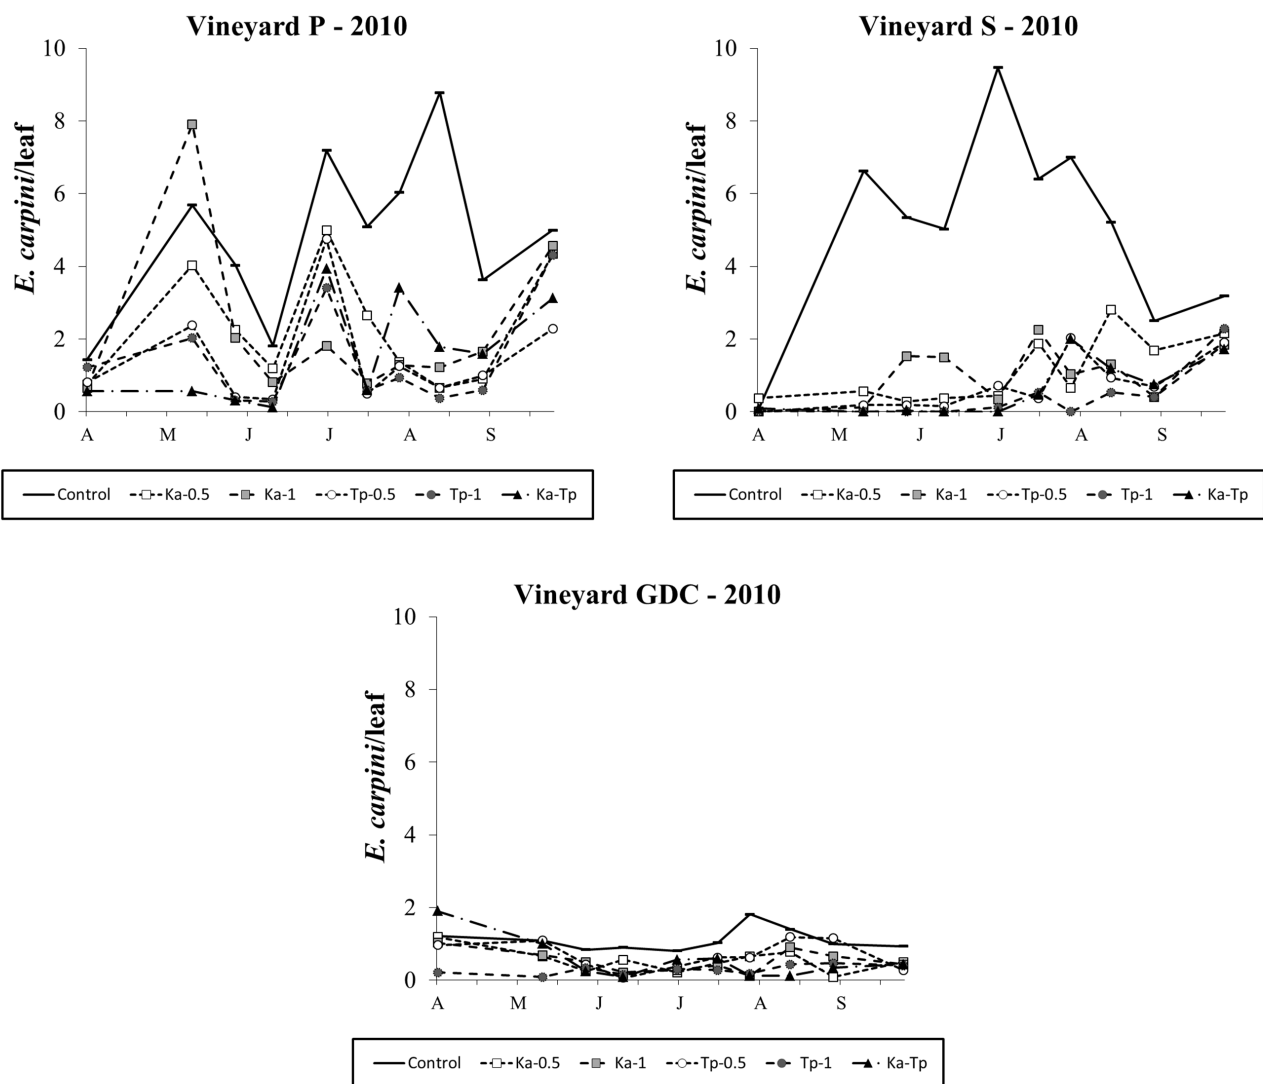 Vineyard P - 2010
10
8
6
4
2
0
E. carpini/leaf
A M J J A S
Control Ka-0.5 Ka-1 Tp-0.5 Tp-1 Ka-Tp
Vineyard S - 2010
10
8
6
4
2
0
E. carpini/leaf
A M J J A S
Control Ka-0.5 Ka-1 Tp-0.5 Tp-1 Ka-Tp
Vineyard GDC - 2010
10
8
6
4
2
0
E. carpini/leaf
A M J J A S
Control Ka-0.5 Ka-1 Tp-0.5 Tp-1 Ka-Tp